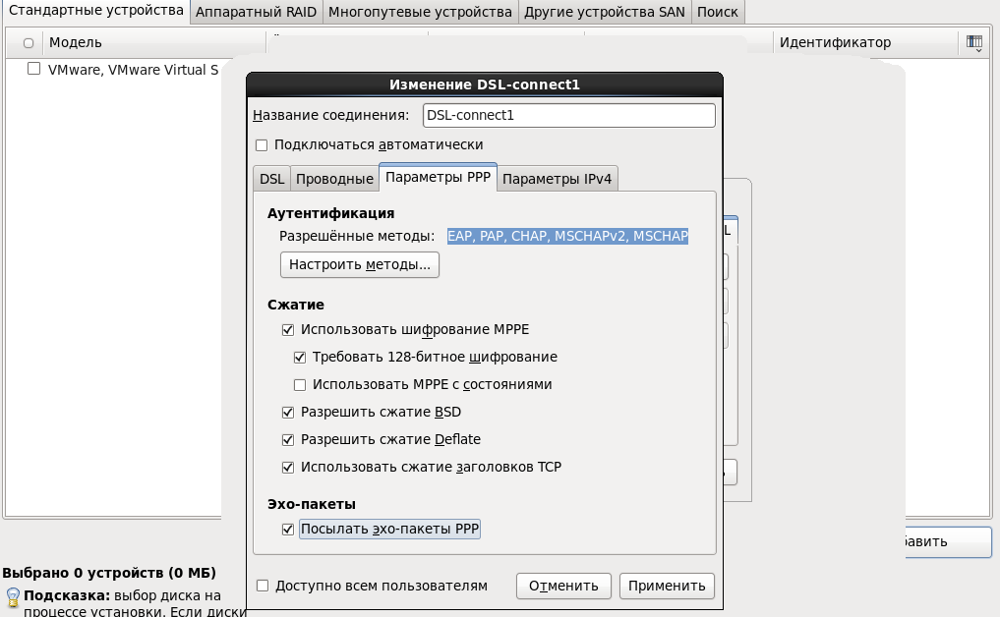 Стандартные устройства Аппаратный RAID Многопутевые устройства Другие устройства SAN Поиск
Модель Идентификатор
VMware, VMware Virtual S
Изменение DSL-connect1
Название соединения: DSL-connect1
Подключаться автоматически
DSL Проводные Параметры PPP Параметры IPv4
Аутентификация
Разрешённые методы: EAP, PAP, CHAP, MSCHAPv2, MSCHAP
Настроить методы...
Сжатие
Использовать шифрование MPPE
Требовать 128-битное шифрование
Использовать MPPE с состояниями
Разрешить сжатие BSD
Разрешить сжатие Deflate
Использовать сжатие заголовков TCP
Эхо-пакеты
Посылать эхо-пакеты PPP
Доступно всем пользователям Отменить Применить
бавить
Выбрано 0 устройств (0 МБ)
Подсказка: выбор диска на
процессе установки. Если диски